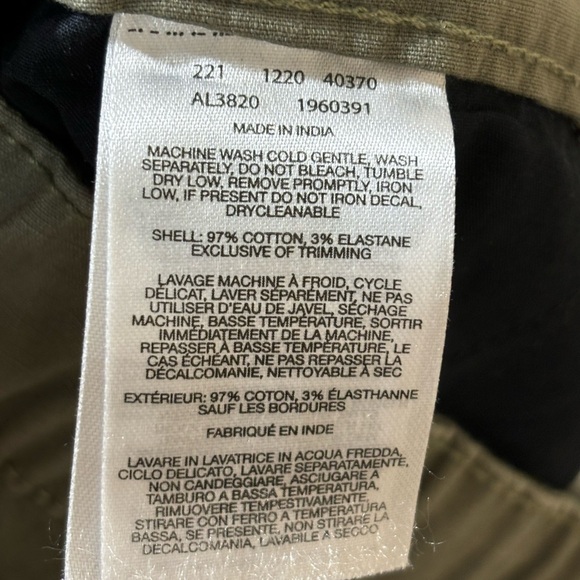 221 1220 40370
AL3820 1960391
MADE IN INDIA
MACHINE WASH COLD GENTLE, WASH
SEPARATELY, DO NOT BLEACH, TUMBLE
DRY LOW, REMOVE PROMPTLY, IRON
LOW, IF PRESENT DO NOT IRON DECAL,
DRYCLEANABLE
SHELL: 97% COTTON, 3% ELASTANE
EXCLUSIVE OF TRIMMING
LAVAGE MACHINE À FROID, CYCLE
DÉLICAT, LAVER SÉPARÉMENT, NE PAS
UTILISER D'EAU DE JAVEL, SÉCHAGE
MACHINE, BASSE TEMPÉRATURE, SORTIR
IMMÉDIATEMENT DE LA MACHINE,
REPASSER À BASSE TEMPÉRATURE, LE
CAS ÉCHÉANT, NE PAS REPASSER LA
DÉCALCOMANIE, NETTOYABLE À SEC
EXTÉRIEUR: 97% COTON, 3% ÉLASTHANNE
SAUF LES BORDURES
FABRIQUÉ EN INDE
LAVARE IN LAVATRICE IN ACQUA FREDDA,
CICLO DELICATO, LAVARE SEPARATAMENTE,
NON CANDEGGIARE, ASCIUGARE A
TAMBURO A BASSA TEMPERATURA,
RIMUOVERE TEMPESTIVAMENTE,
STIRARE CON FERRO A TEMPERATURA
BASSA, SE PRESENTE, NON STIRARE LA
DECALCOMANIA, LAVABILE A SECCO